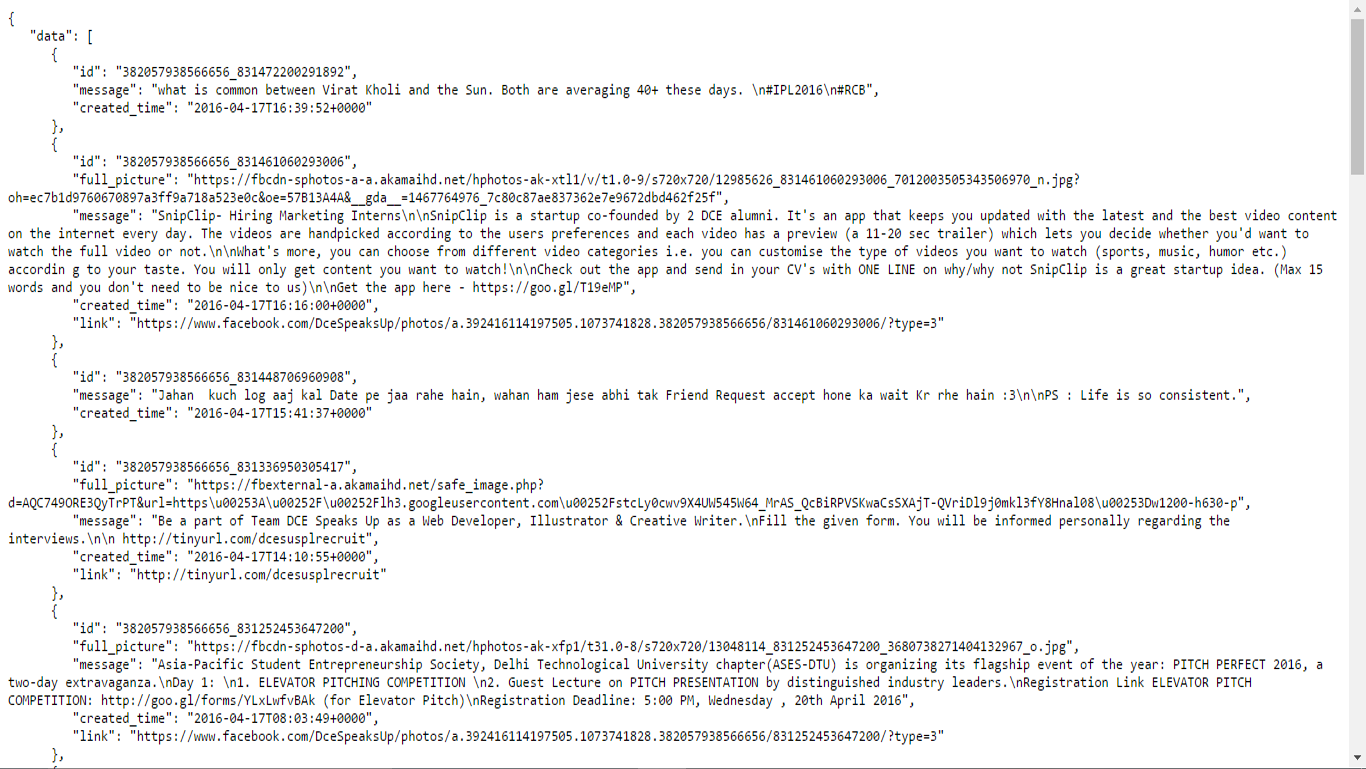 {
"data": [
{
"id": "382057938566656_831472200291892",
"message": "what is common between Virat Kholi and the Sun. Both are averaging 40+ these days. \n#IPL2016\n#RCB",
"created_time": "2016-04-17T16:39:52+0000"
},
{
"id": "382057938566656_831461060293006",
"full_picture": "https://fbcdn-sphotos-a-a.akamaihd.net/hphotos-ak-xtl1/v/t1.0-9/s720x720/12985626_831461060293006_7012003505343506970_n.jpg?
oh=ec7b1d9760670897a3ff9a718a523e0c&oe=57B13A4A&__gda__=1467764976_7c80c87ae837362e7e9672dbd462f25f",
"message": "SnipClip- Hiring Marketing Interns\n\nSnipClip is a startup co-founded by 2 DCE alumni. It's an app that keeps you updated with the latest and the best video content
on the internet every day. The videos are handpicked according to the users preferences and each video has a preview (a 11-20 sec trailer) which lets you decide whether you'd want to
watch the full video or not.\n\nWhat's more, you can choose from different video categories i.e. you can customise the type of videos you want to watch (sports, music, humor etc.)
accordin g to your taste. You will only get content you want to watch!\n\nCheck out the app and send in your CV's with ONE LINE on why/why not SnipClip is a great startup idea. (Max 15
words and you don't need to be nice to us)\n\nGet the app here - https://goo.gl/T19eMP",
"created_time": "2016-04-17T16:16:00+0000",
"link": "https://www.facebook.com/DceSpeaksUp/photos/a.392416114197505.1073741828.382057938566656/831461060293006/?type=3"
},
{
"id": "382057938566656_831448706960908",
"message": "Jahan  kuch log aaj kal Date pe jaa rahe hain, wahan ham jese abhi tak Friend Request accept hone ka wait Kr rhe hain :3\n\nPS : Life is so consistent.",
"created_time": "2016-04-17T15:41:37+0000"
},
{
"id": "382057938566656_831336950305417",
"full_picture": "https://fbexternal-a.akamaihd.net/safe_image.php?
d=AQC749ORE3QyTrPT&url=https\u00253A\u00252F\u00252Flh3.googleusercontent.com\u00252FstcLy0cwv9X4UW545W64_MrAS_QcBiRPVSKwaCsSXAjT-QVriDl9j0mkl3fY8Hnal08\u00253Dw1200-h630-p",
"message": "Be a part of Team DCE Speaks Up as a Web Developer, Illustrator & Creative Writer.\nFill the given form. You will be informed personally regarding the
interviews.\n\n http://tinyurl.com/dcesusplrecruit",
"created_time": "2016-04-17T14:10:55+0000",
"link": "http://tinyurl.com/dcesusplrecruit"
},
{
"id": "382057938566656_831252453647200",
"full_picture": "https://fbcdn-sphotos-d-a.akamaihd.net/hphotos-ak-xfp1/t31.0-8/s720x720/13048114_831252453647200_3680738271404132967_o.jpg",
"message": "Asia-Pacific Student Entrepreneurship Society, Delhi Technological University chapter(ASES-DTU) is organizing its flagship event of the year: PITCH PERFECT 2016, a
two-day extravaganza.\nDay 1: \n1. ELEVATOR PITCHING COMPETITION \n2. Guest Lecture on PITCH PRESENTATION by distinguished industry leaders.\nRegistration Link ELEVATOR PITCH
COMPETITION: http://goo.gl/forms/YLxLwfvBAk (for Elevator Pitch)\nRegistration Deadline: 5:00 PM, Wednesday , 20th April 2016",
"created_time": "2016-04-17T08:03:49+0000",
"link": "https://www.facebook.com/DceSpeaksUp/photos/a.392416114197505.1073741828.382057938566656/831252453647200/?type=3"
},